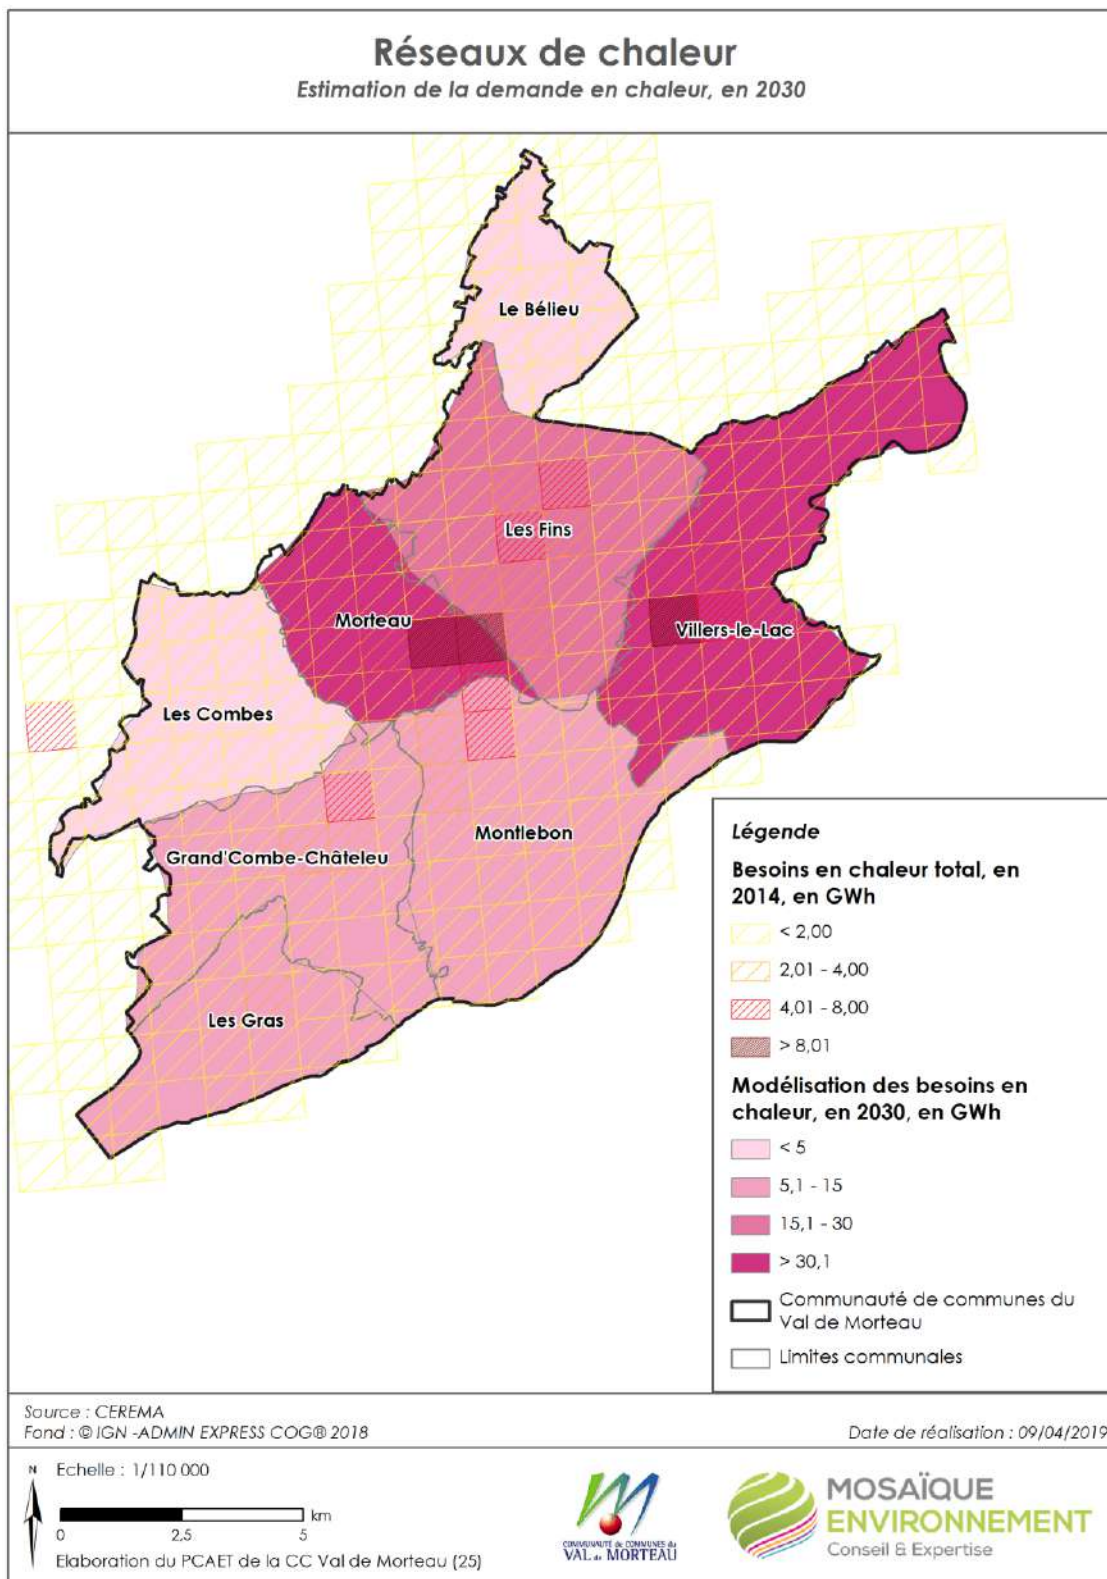 Réseaux de chaleur
Estimation de la demande en chaleur, en 2030
Le Bélieu
Les Fins
Morteau
Villers-le-Lac
Les Combes
Montlebon
Grand'Combe-Châteleu
Les Gras
Légende
Besoins en chaleur total, en
2014, en GWh
< 2,00
2,01 - 4,00
4,01 - 8,00
> 8,01
Modélisation des besoins en
chaleur, en 2030, en GWh
< 5
5,1 - 15
15,1 - 30
> 30,1
Communauté de communes du
Val de Morteau
Limites communales
Source : CEREMA
Fond : © IGN -ADMIN EXPRESS COG® 2018
Date de réalisation : 09/04/2019
N
Echelle : 1/110 000
km
0 2,5 5
Elaboration du PCAET de la CC Val de Morteau (25)
COMMUNAUTÉ de COMMUNES du
VAL de MORTEAU
MOSAÏQUE
ENVIRONNEMENT
Conseil & Expertise